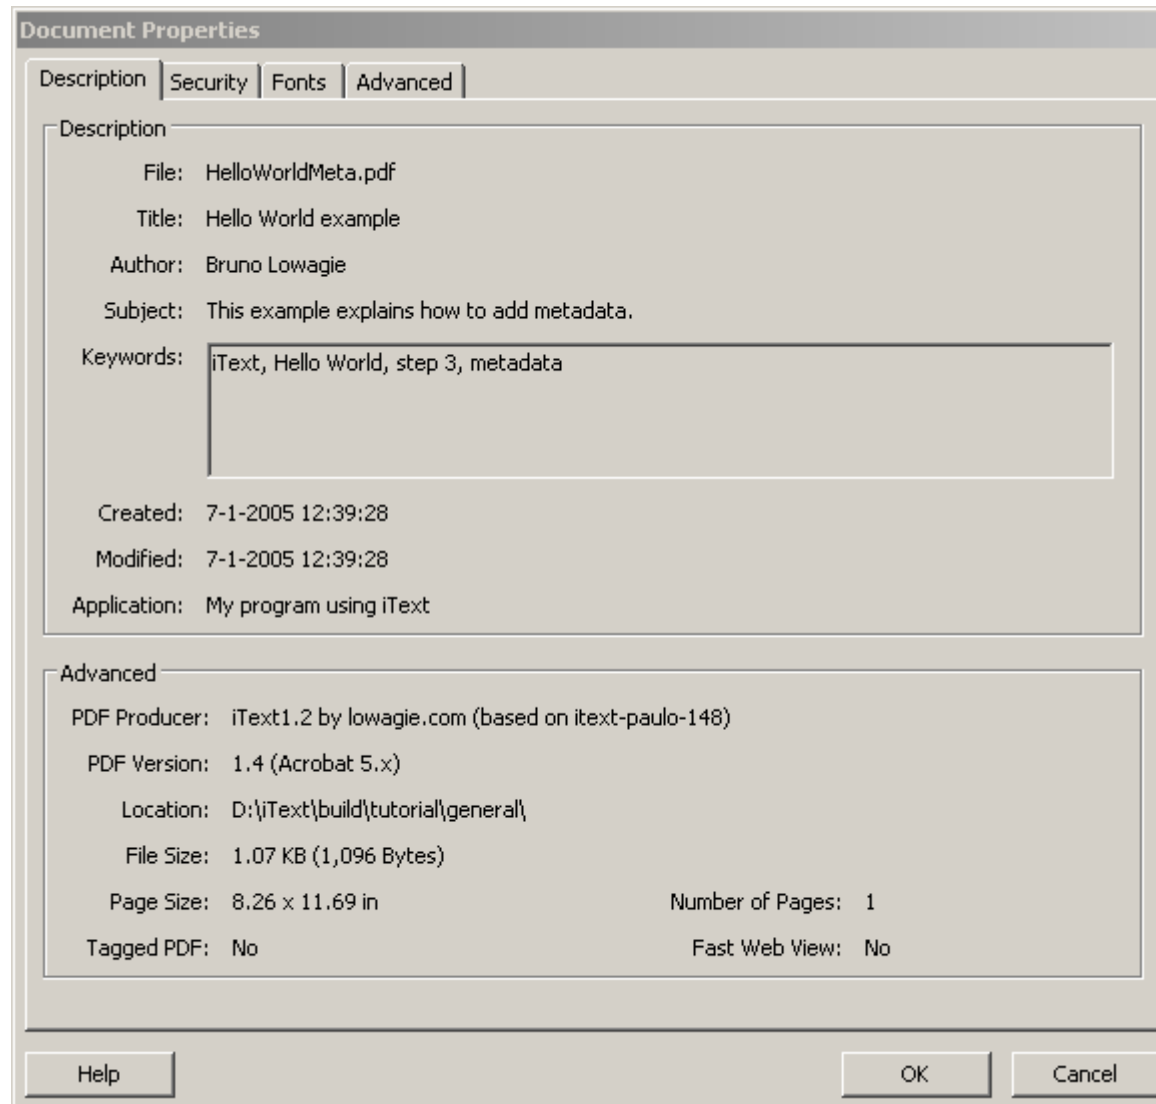 Document Properties
Description Security Fonts Advanced
Description
File: HelloWorldMeta.pdf
Title: Hello World example
Author: Bruno Lowagie
Subject: This example explains how to add metadata.
Keywords: iText, Hello World, step 3, metadata
Created: 7-1-2005 12:39:28
Modified: 7-1-2005 12:39:28
Application: My program using iText
Advanced
PDF Producer: iText1.2 by lowagie.com (based on itext-paulo-148)
PDF Version: 1.4 (Acrobat 5.x)
Location: D:\iText\build\tutorial\general\
File Size: 1.07 KB (1,096 Bytes)
Page Size: 8.26 x 11.69 in Number of Pages: 1
Tagged PDF: No Fast Web View: No
Help OK Cancel